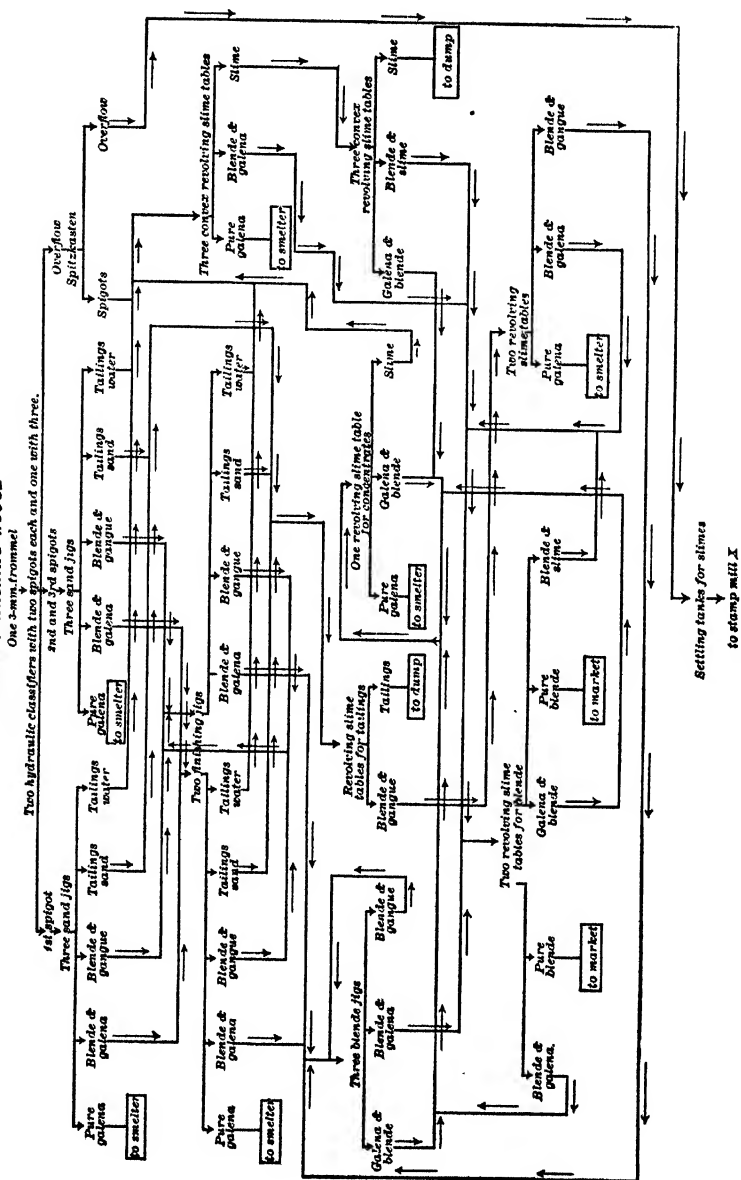 One 3-mm. trommel
Two hydraulic classifiers with two spigots each and one with three.
1st spigot
2nd and 3rd spigots
Overflow
Spitzkasten
Three sand jigs
Three sand jigs
Spigots
Overflow
Pure
galena
Blende &
galena
Blende &
gangue
Tailings
sand
Tailings
water
Pure
galena
Blende &
galena
Blende &
gangue
Tailings
sand
Tailings
water
to smelter
to smelter
Three convex revolving slime tables
Pure
galena
Blende &
galena
Slime
to smelter
Two finishing jigs
Pure
galena
Blende &
galena
Blende &
gangue
Tailings
sand
Tailings
water
Blende &
galena
Blende &
gangue
Tailings
sand
Tailings
water
to smelter
Three convex
revolving slime tables
Galena &
blende
Blende &
slime
Slime
to dump
Three blende jigs
Galena &
blende
Blende &
galena
Blende &
gangue
Revolving slime
tables for tailings
Blende &
gangue
Tailings
to dump
One revolving slime table
for concentrates
Pure
galena
Galena &
blende
Slime
to smelter
Two revolving slime
tables for blende
Blende &
galena.
Pure
blende
Galena &
blende
Pure
blende
Blende &
slime
to market
to market
Two revolving
slime tables
Pure
galena
Blende &
galena
Blende &
gangue
to smelter
Settling tanks for slimes
to stamp mill X